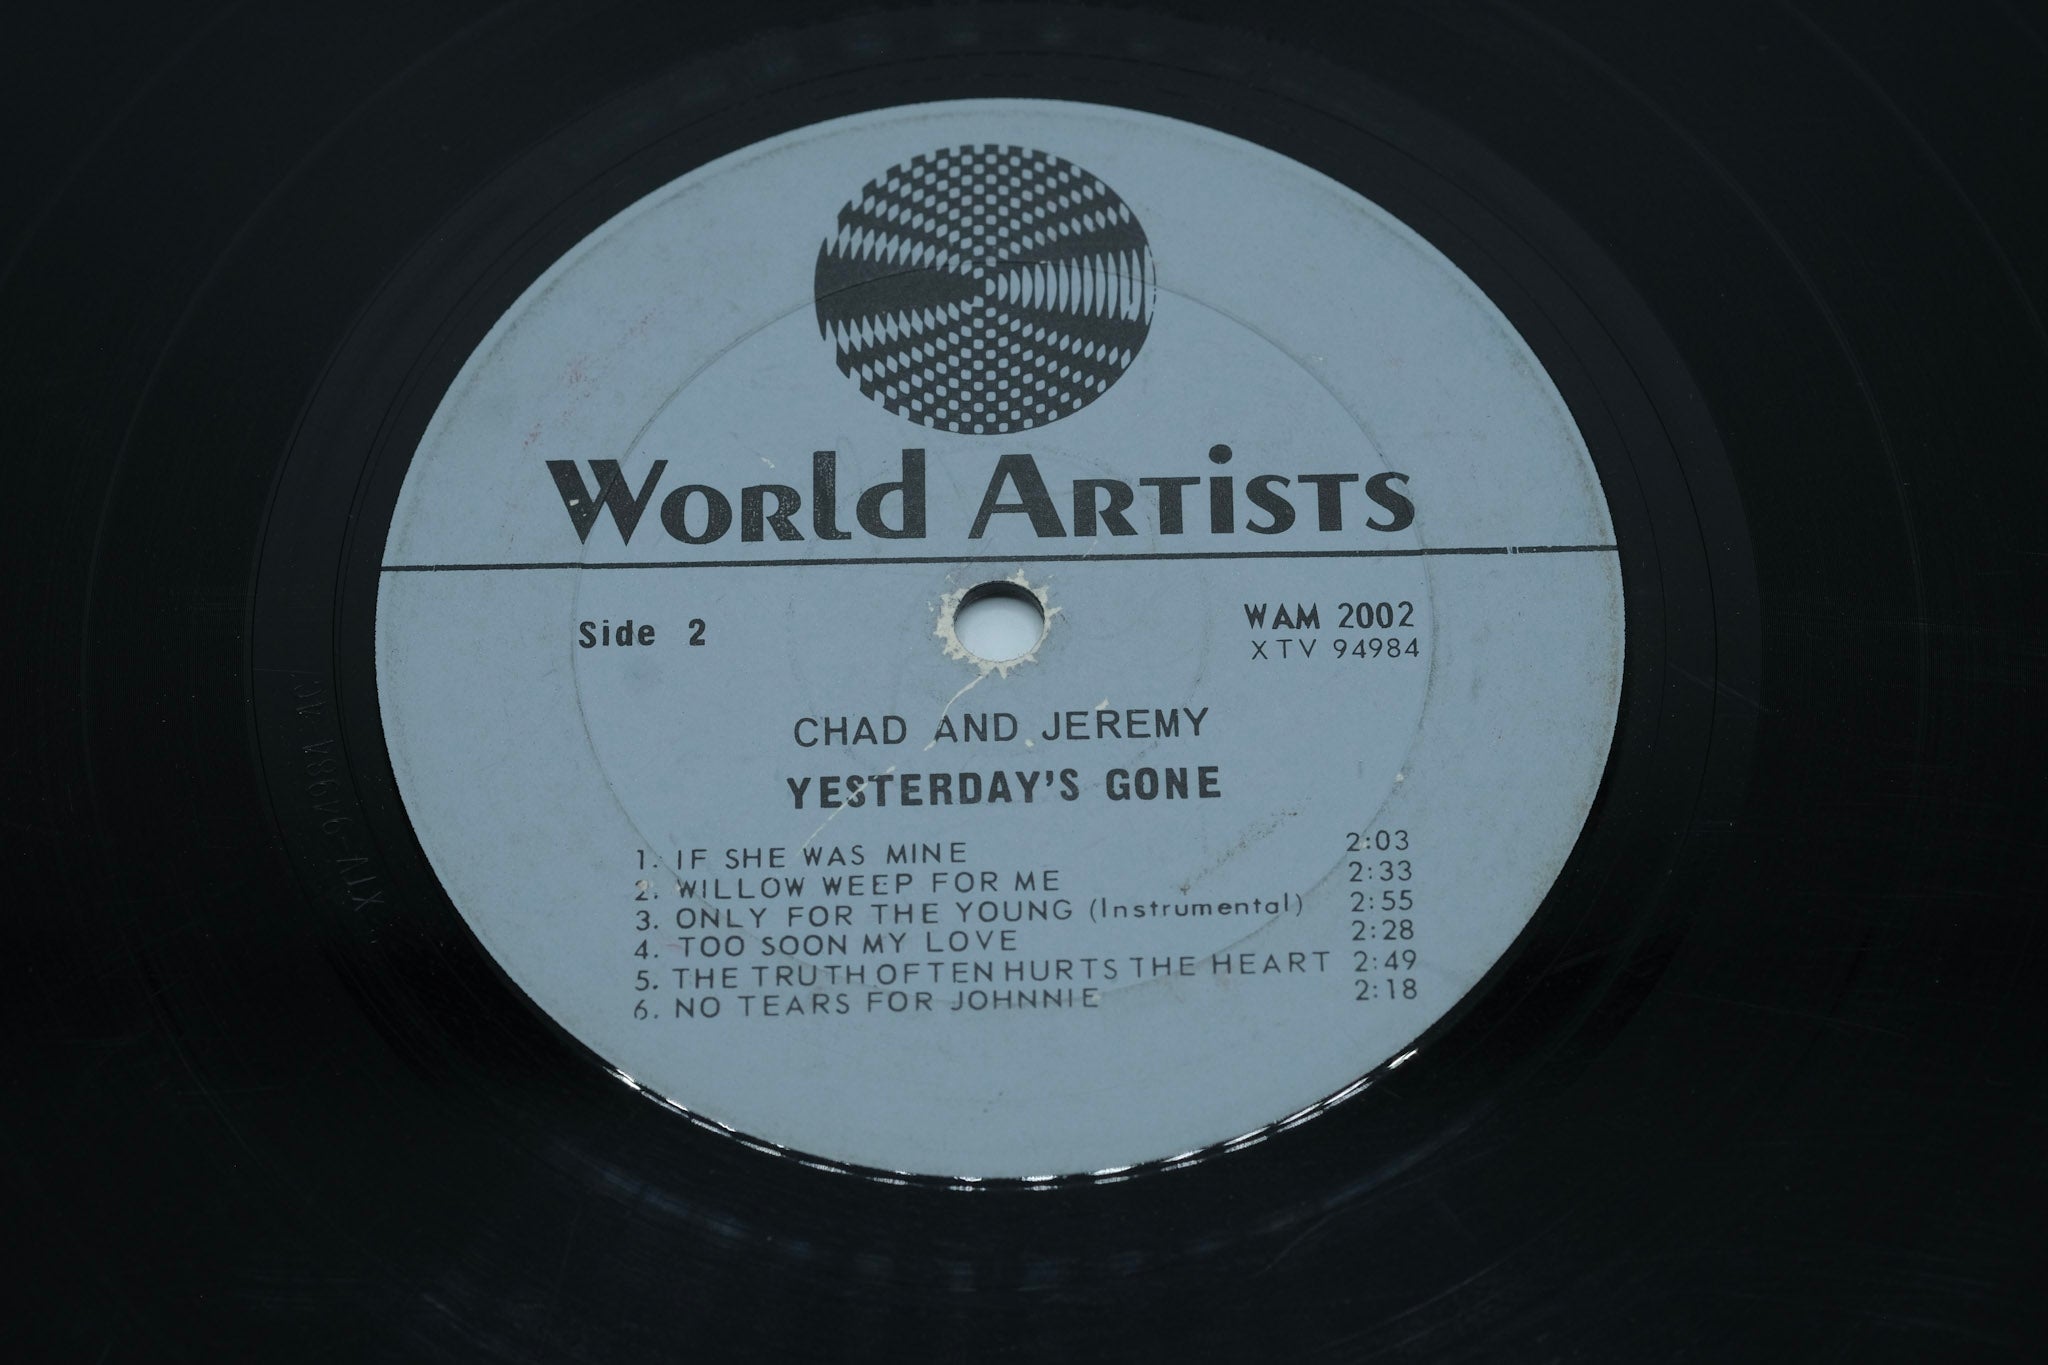 World Artists
Side 2
WAM 2002
XTV 94984
CHAD AND JEREMY
YESTERDAY'S GONE
1. IF SHE WAS MINE 2:03
2. WILLOW WEEP FOR ME 2:33
3. ONLY FOR THE YOUNG (Instrumental) 2:55
4. TOO SOON MY LOVE 2:28
5. THE TRUTH OFTEN HURTS THE HEART 2:49
6. NO TEARS FOR JOHNNIE 2:18